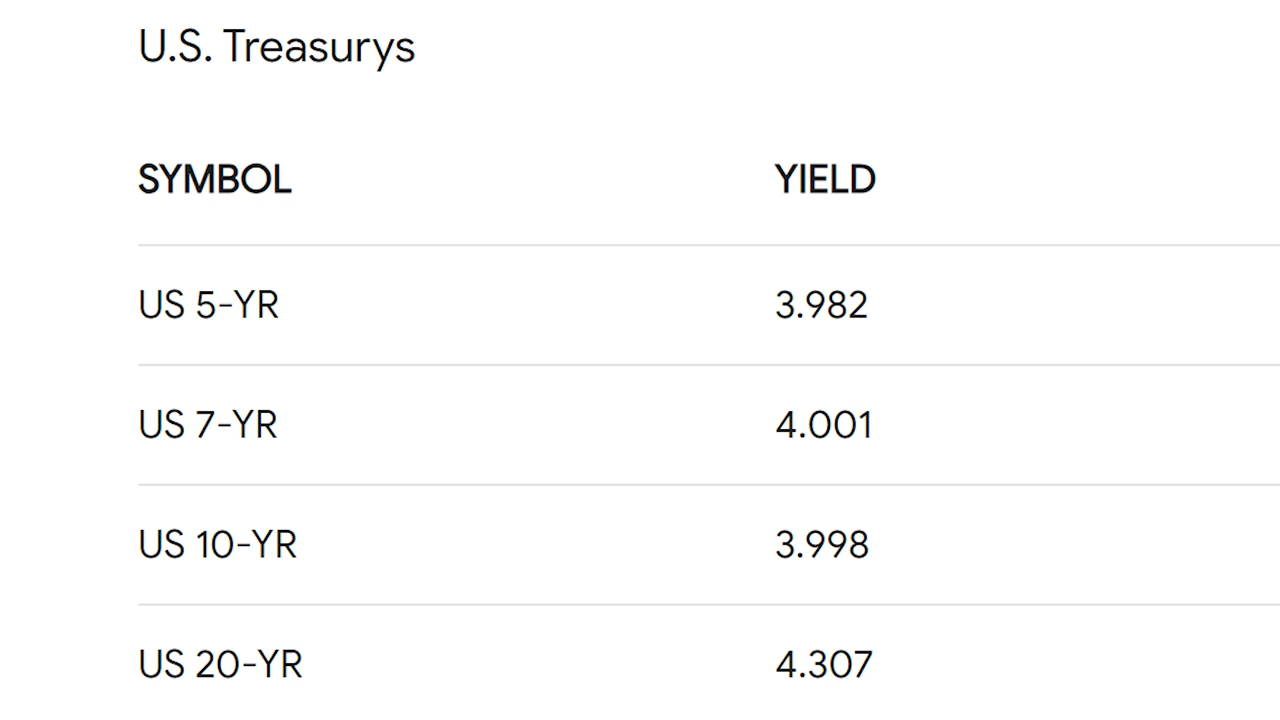 U.S. Treasurys
SYMBOL YIELD
US 5-YR 3.982
US 7-YR 4.001
US 10-YR 3.998
US 20-YR 4.307